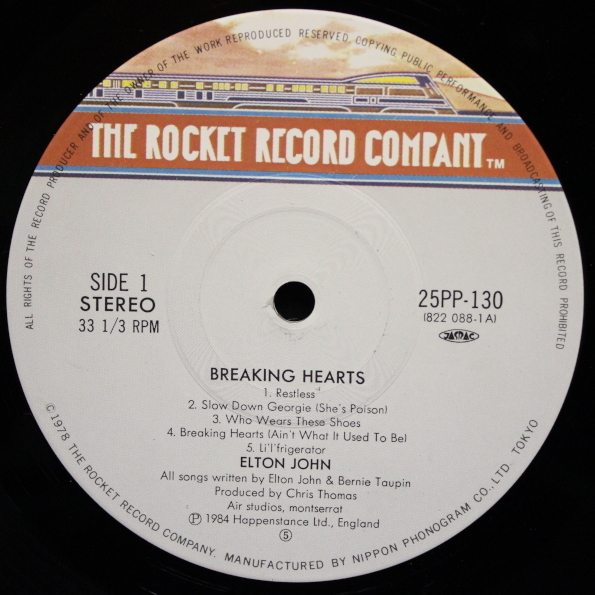 ALL RIGHTS OF THE RECORD PRODUCER AND OF THE OWNER OF THE WORK REPRODUCED RESERVED. COPYING, PUBLIC PERFORMANCE AND BROADCASTING OF THIS RECORD PROHIBITED
THE ROCKET RECORD COMPANY TM
SIDE 1
STEREO
33 1/3 RPM
25PP-130
(822 088-1A)
JASRAC
BREAKING HEARTS
1. Restless
2. Slow Down Georgie (She's Poison)
3. Who Wears These Shoes
4. Breaking Hearts (Ain't What It Used To Be)
5. Li'l'frigerator
ELTON JOHN
All songs written by Elton John & Bernie Taupin
Produced by Chris Thomas
Air studios, montserrat
Ⓟ 1984 Happenstance Ltd., England
⑤
© 1978 THE ROCKET RECORD COMPANY. MANUFACTURED BY NIPPON PHONOGRAM CO., LTD. TOKYO